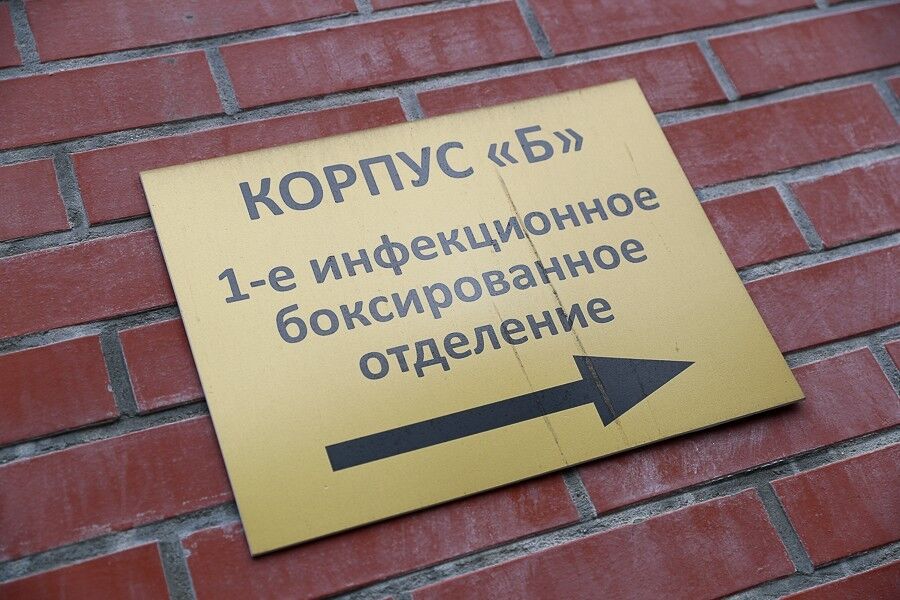 КОРПУС «Б»
1-е инфекционное
боксированное
отделение